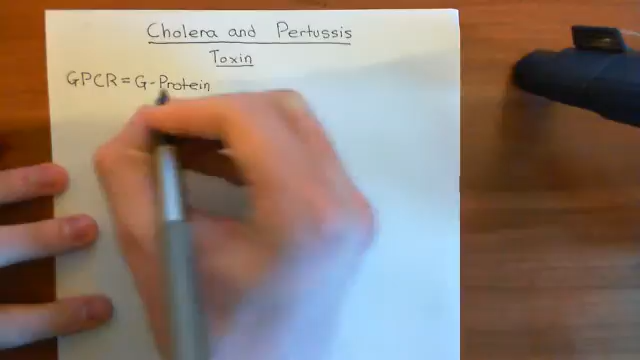 Cholera and Pertussis
Toxin
GPCR = G-Protein